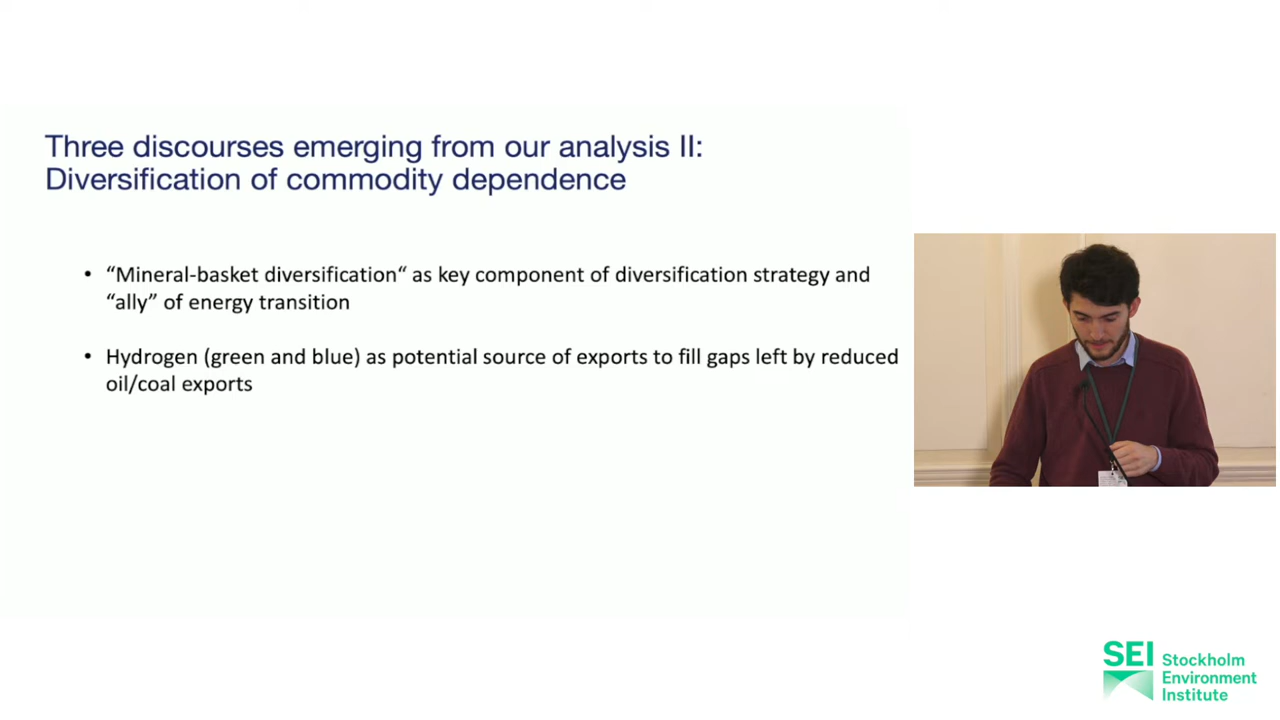 Three discourses emerging from our analysis II:
Diversification of commodity dependence
• “Mineral-basket diversification“ as key component of diversification strategy and
“ally” of energy transition
• Hydrogen (green and blue) as potential source of exports to fill gaps left by reduced
oil/coal exports
SEI Stockholm
Environment
Institute